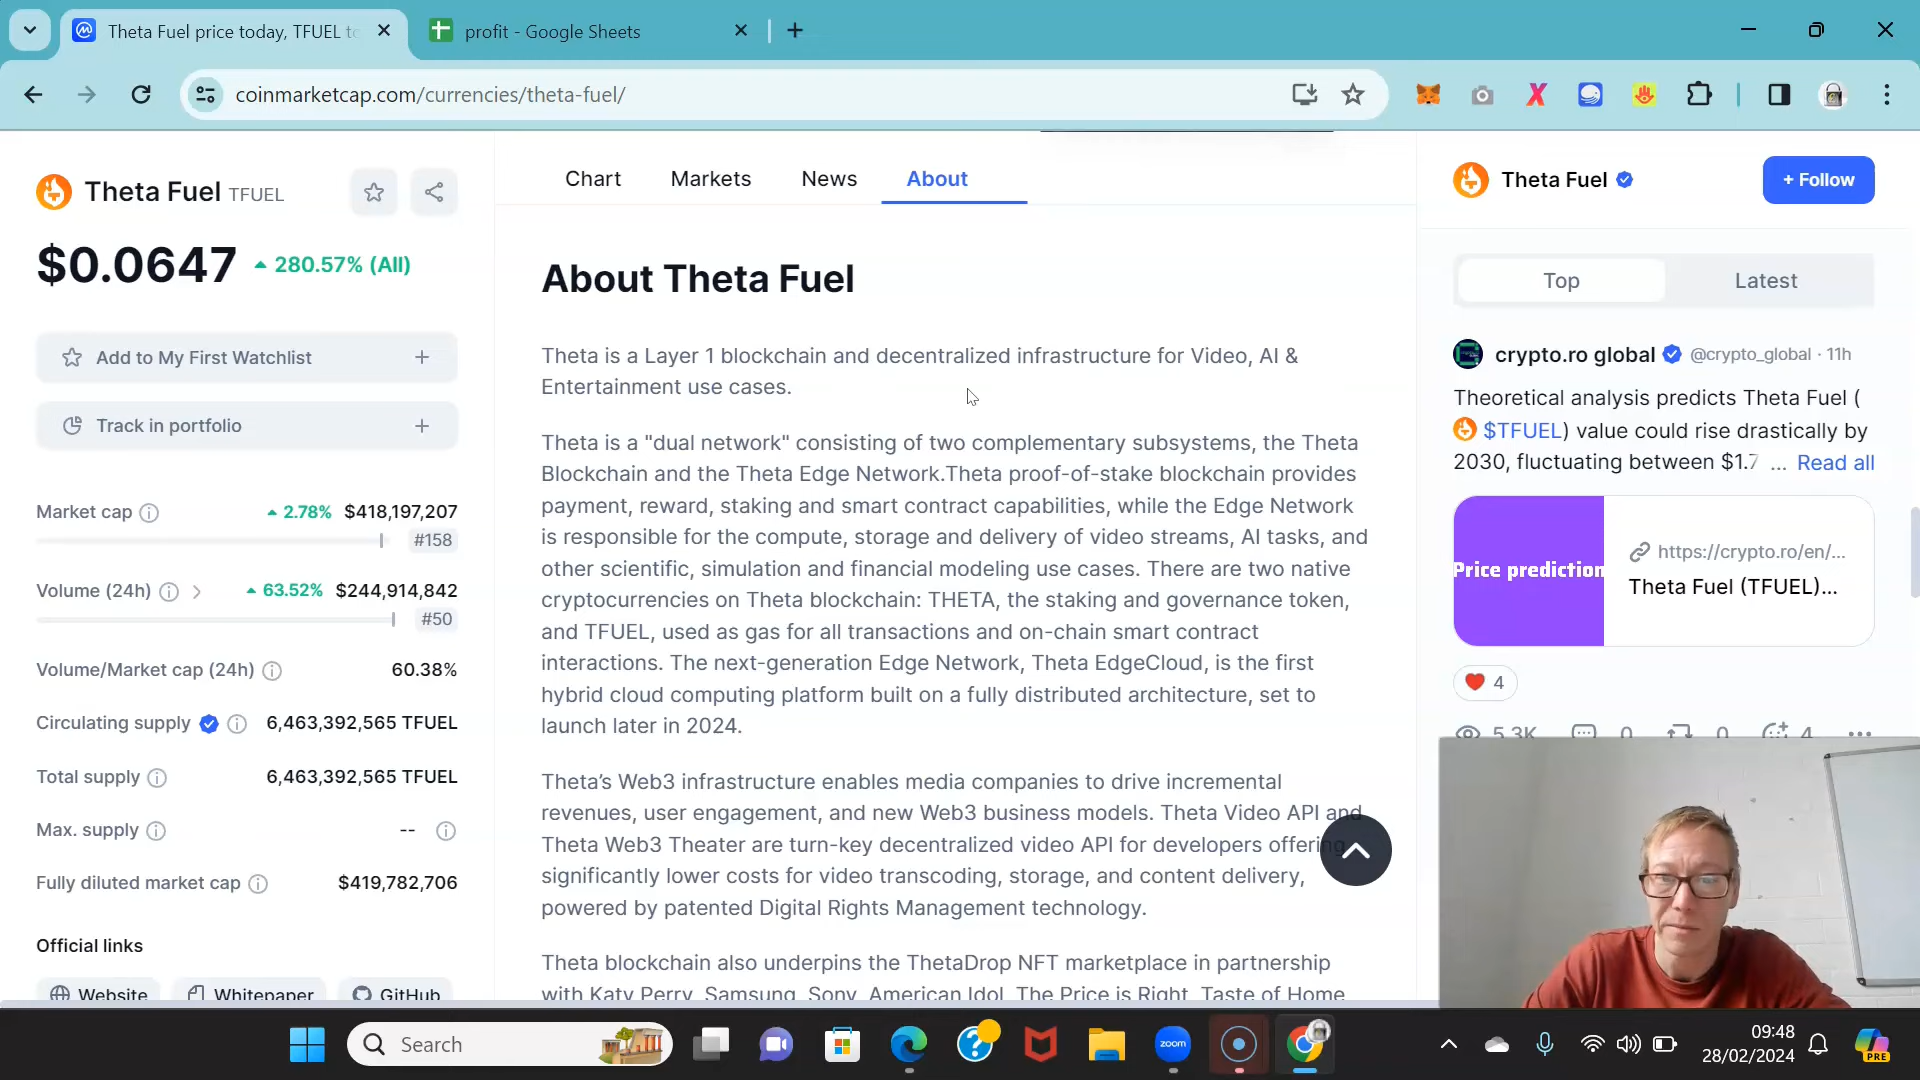 Theta Fuel price today, TFUEL to
profit - Google Sheets
coinmarketcap.com/currencies/theta-fuel/
Theta Fuel TFUEL
$0.0647 280.57% (All)
Add to My First Watchlist +
Track in portfolio +
Market cap 2.78% $418,197,207
#158
Volume (24h) 63.52% $244,914,842
#50
Volume/Market cap (24h) 60.38%
Circulating supply 6,463,392,565 TFUEL
Total supply 6,463,392,565 TFUEL
Max. supply --
Fully diluted market cap $419,782,706
Official links
Website Whitepaper GitHub
Chart Markets News About
About Theta Fuel
Theta is a Layer 1 blockchain and decentralized infrastructure for Video, AI &
Entertainment use cases.
Theta is a "dual network" consisting of two complementary subsystems, the Theta
Blockchain and the Theta Edge Network.Theta proof-of-stake blockchain provides
payment, reward, staking and smart contract capabilities, while the Edge Network
is responsible for the compute, storage and delivery of video streams, AI tasks, and
other scientific, simulation and financial modeling use cases. There are two native
cryptocurrencies on Theta blockchain: THETA, the staking and governance token,
and TFUEL, used as gas for all transactions and on-chain smart contract
interactions. The next-generation Edge Network, Theta EdgeCloud, is the first
hybrid cloud computing platform built on a fully distributed architecture, set to
launch later in 2024.
Theta’s Web3 infrastructure enables media companies to drive incremental
revenues, user engagement, and new Web3 business models. Theta Video API and
Theta Web3 Theater are turn-key decentralized video API for developers offering
significantly lower costs for video transcoding, storage, and content delivery,
powered by patented Digital Rights Management technology.
Theta blockchain also underpins the ThetaDrop NFT marketplace in partnership
with Katy Perry, Samsung, Sony, American Idol, The Price is Right, Taste of Home
Theta Fuel + Follow
Top Latest
crypto.ro global @crypto_global · 11h
Theoretical analysis predicts Theta Fuel (
$TFUEL) value could rise drastically by
2030, fluctuating between $1.7 ... Read all
Price prediction
https://crypto.ro/en/...
Theta Fuel (TFUEL)...
4
5.3K 0 0 4
Search
zoom
09:48
28/02/2024
PRE